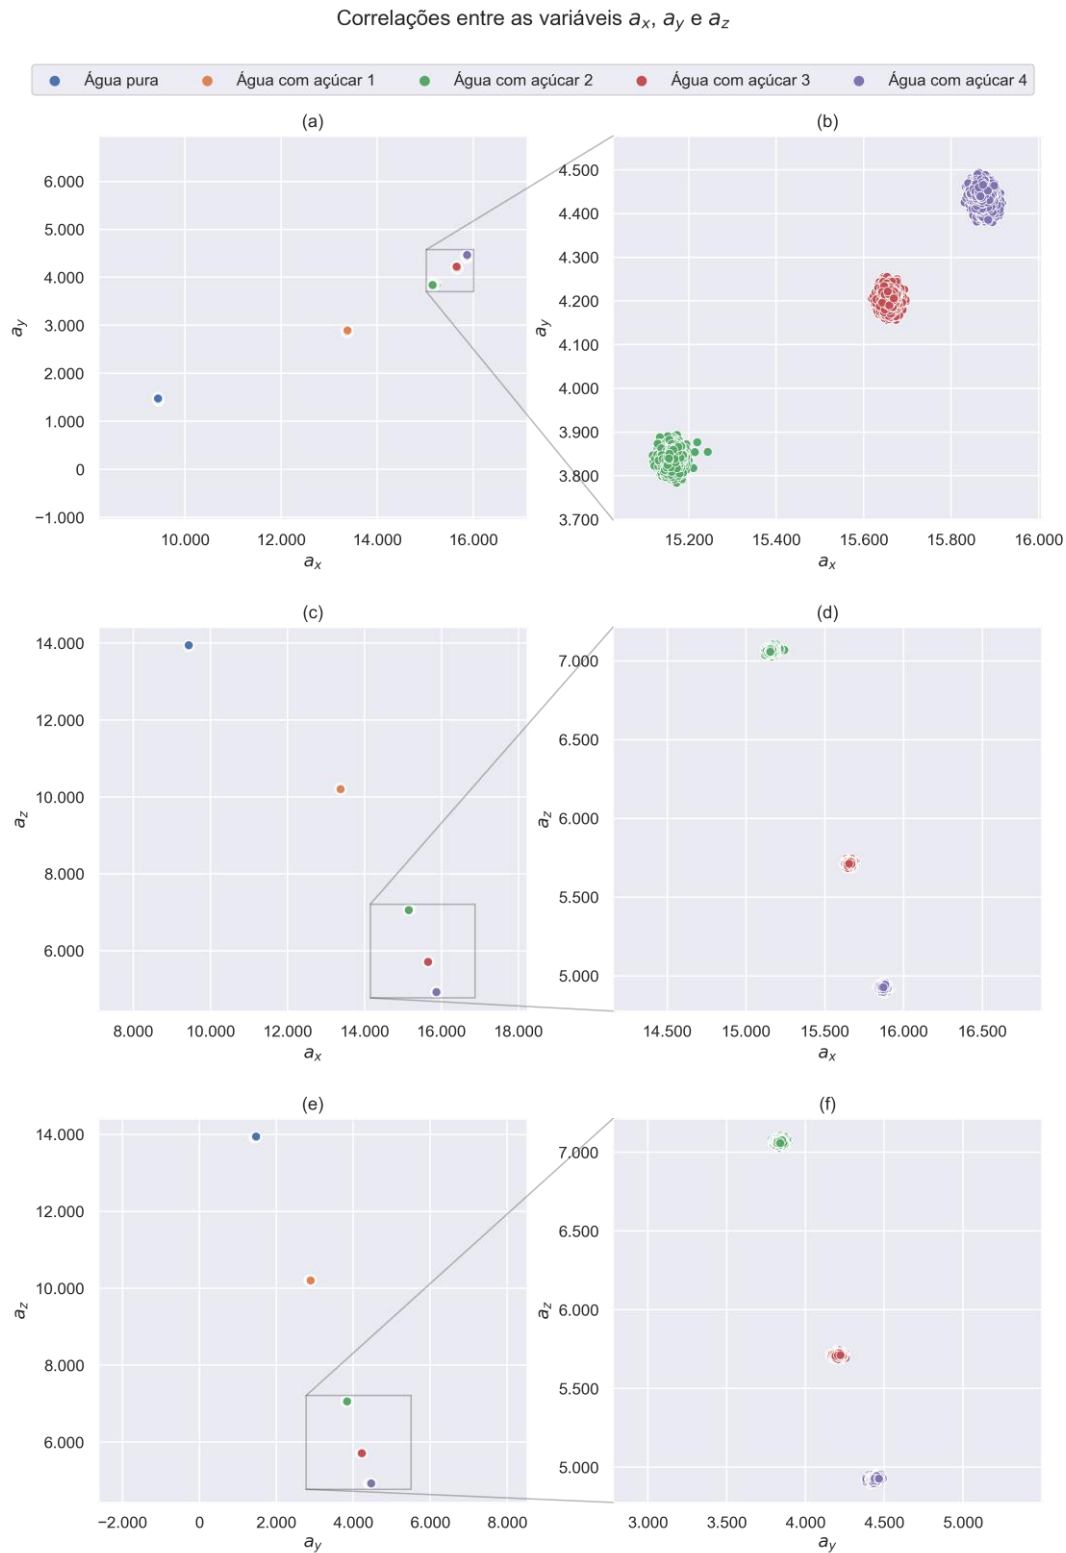 Correlações entre as variáveis aₓ, a_y e a_z
Água pura Água com açúcar 1 Água com açúcar 2 Água com açúcar 3 Água com açúcar 4
(a)
6.000
5.000
4.000
3.000
2.000
1.000
0
−1.000
a_y
10.000 12.000 14.000 16.000
a_x
(b)
4.500
4.400
4.300
4.200
4.100
4.000
3.900
3.800
3.700
a_y
15.200 15.400 15.600 15.800 16.000
a_x
(c)
14.000
12.000
10.000
8.000
6.000
a_z
8.000 10.000 12.000 14.000 16.000 18.000
a_x
(d)
7.000
6.500
6.000
5.500
5.000
a_z
14.500 15.000 15.500 16.000 16.500
a_x
(e)
14.000
12.000
10.000
8.000
6.000
a_z
−2.000 0 2.000 4.000 6.000 8.000
a_y
(f)
7.000
6.500
6.000
5.500
5.000
a_z
3.000 3.500 4.000 4.500 5.000
a_y